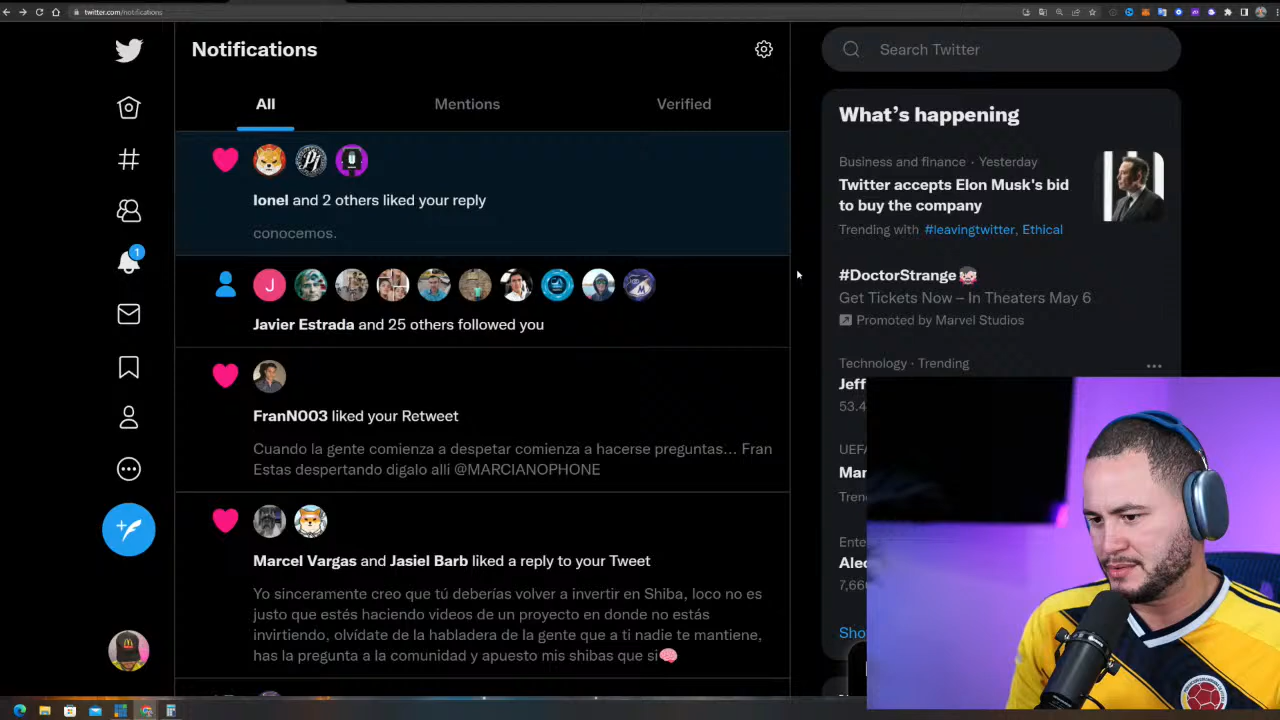 twitter.com/notifications
Notifications
All
Mentions
Verified
Ionel and 2 others liked your reply
conocemos.
J
Javier Estrada and 25 others followed you
FranN003 liked your Retweet
Cuando la gente comienza a despetar comienza a hacerse preguntas... Fran
Estas despertando digalo alli @MARCIANOPHONE
Marcel Vargas and Jasiel Barb liked a reply to your Tweet
Yo sinceramente creo que tú deberías volver a invertir en Shiba, loco no es
justo que estés haciendo videos de un proyecto en donde no estás
invirtiendo, olvídate de la habladera de la gente que a ti nadie te mantiene,
has la pregunta a la comunidad y apuesto mis shibas que si🧠
1
Search Twitter
What's happening
Business and finance · Yesterday
Twitter accepts Elon Musk's bid
to buy the company
Trending with #leavingtwitter, Ethical
#DoctorStrange
Get Tickets Now – In Theaters May 6
Promoted by Marvel Studios
Technology · Trending
Jef
53.4
UEFA
Mar
Tren
Ente
Alec
7,66
Sho